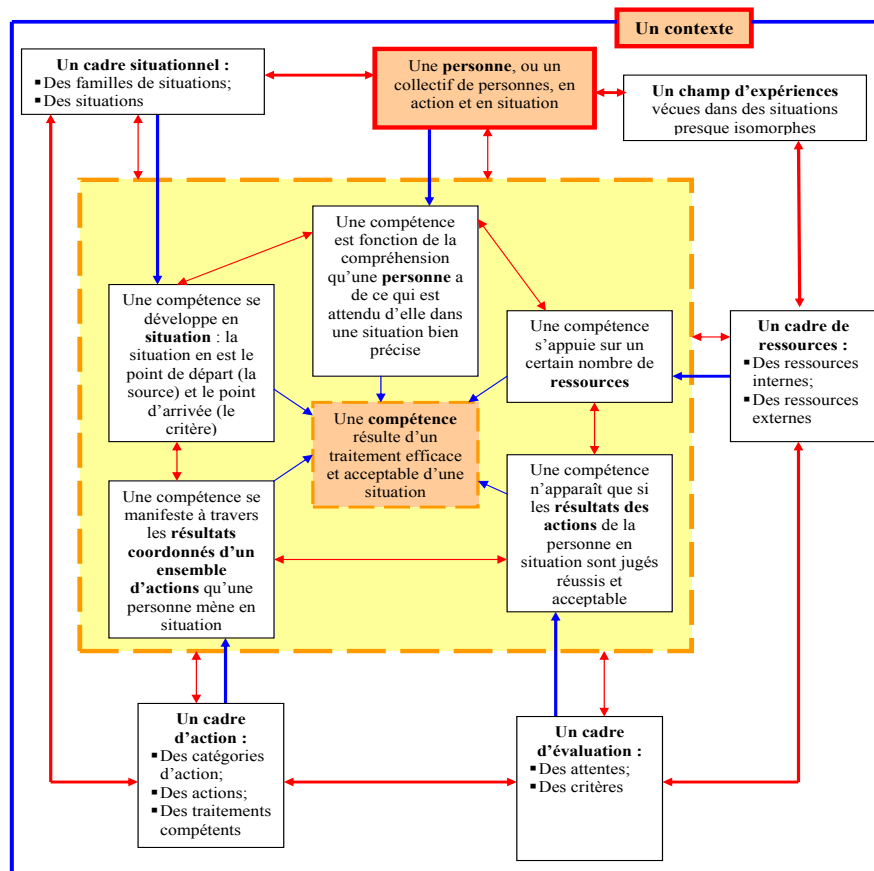 Un contexte
Un cadre situationnel :
▪ Des familles de situations;
▪ Des situations
Une personne, ou un
collectif de personnes, en
action et en situation
Un champ d’expériences
vécues dans des situations
presque isomorphes
Une compétence
est fonction de la
compréhension
qu’une personne a
de ce qui est
attendu d’elle dans
une situation bien
précise
Une compétence se
développe en
situation : la
situation en est le
point de départ (la
source) et le point
d’arrivée (le
critère)
Une compétence
s’appuie sur un
certain nombre de
ressources
Un cadre de
ressources :
▪ Des ressources
internes;
▪ Des ressources
externes
Une compétence
résulte d’un
traitement efficace
et acceptable d’une
situation
Une compétence se
manifeste à travers
les résultats
coordonnés d’un
ensemble
d’actions qu’une
personne mène en
situation
Une compétence
n’apparaît que si
les résultats des
actions de la
personne en
situation sont jugés
réussis et
acceptable
Un cadre
d’action :
▪ Des catégories
d’action;
▪ Des actions;
▪ Des traitements
compétents
Un cadre
d’évaluation :
▪ Des attentes;
▪ Des critères